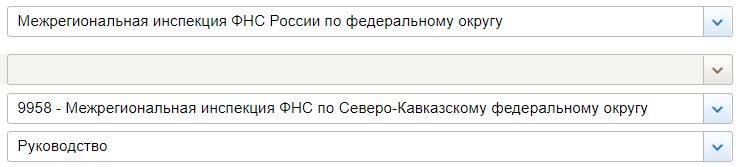 Межрегиональная инспекция ФНС России по федеральному округу
9958 - Межрегиональная инспекция ФНС по Северо-Кавказскому федеральному округу
Руководство